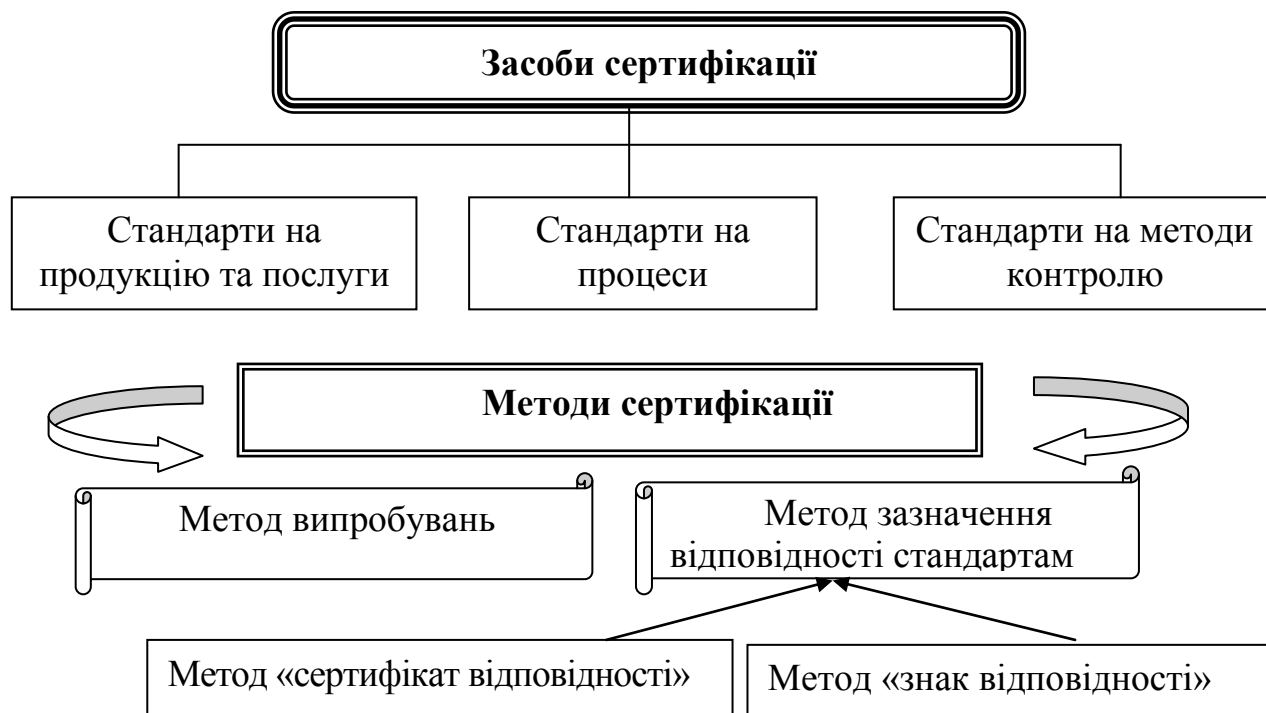 Засоби сертифікації
Стандарти на
продукцію та послуги
Стандарти на
процеси
Стандарти на методи
контролю
Методи сертифікації
Метод випробувань
Метод зазначення
відповідності стандартам
Метод «сертифікат відповідності»
Метод «знак відповідності»